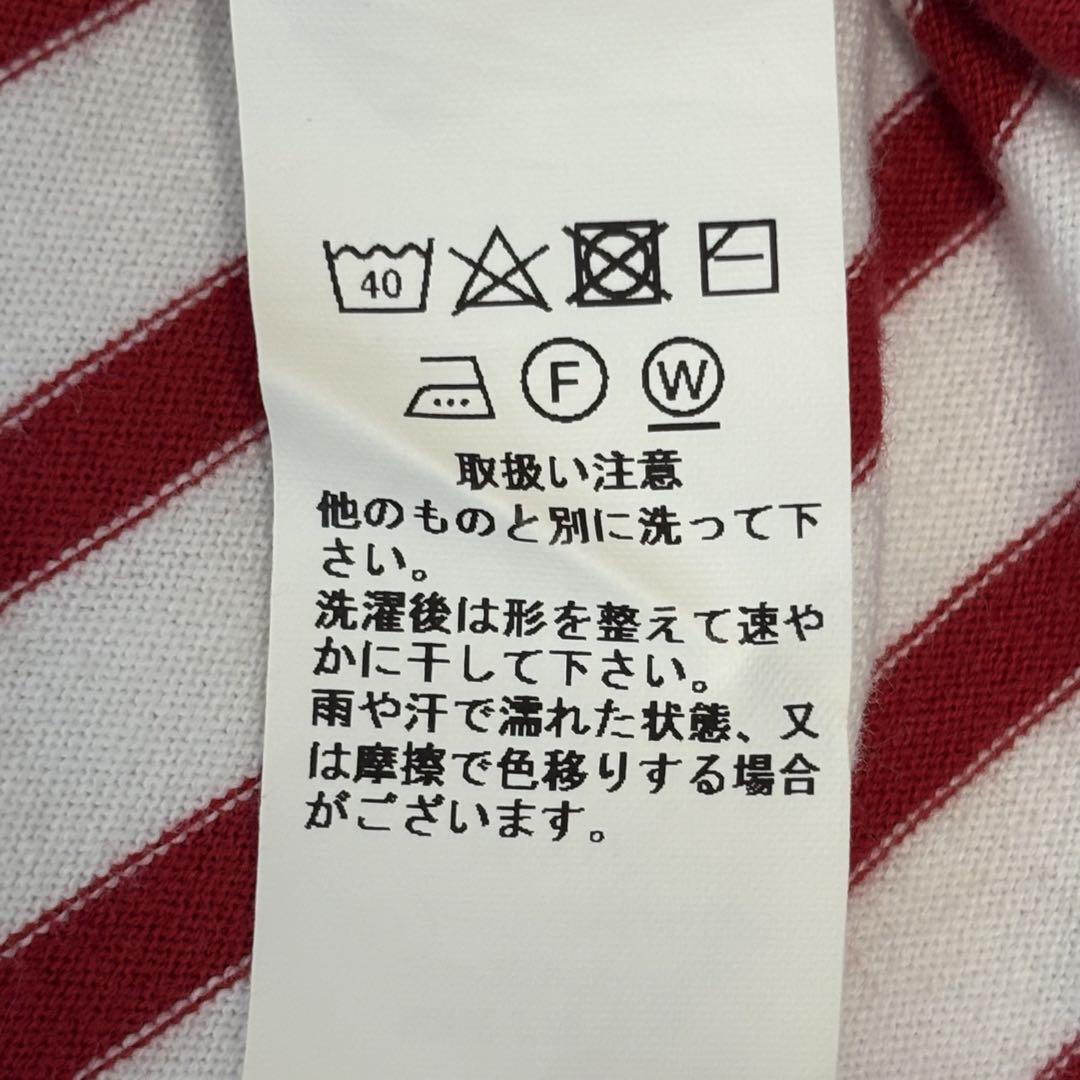 40
F W
取扱い注意
他のものと別に洗って下
さい。
洗濯後は形を整えて速や
かに干して下さい。
雨や汗で濡れた状態、又
は摩擦で色移りする場合
がございます。